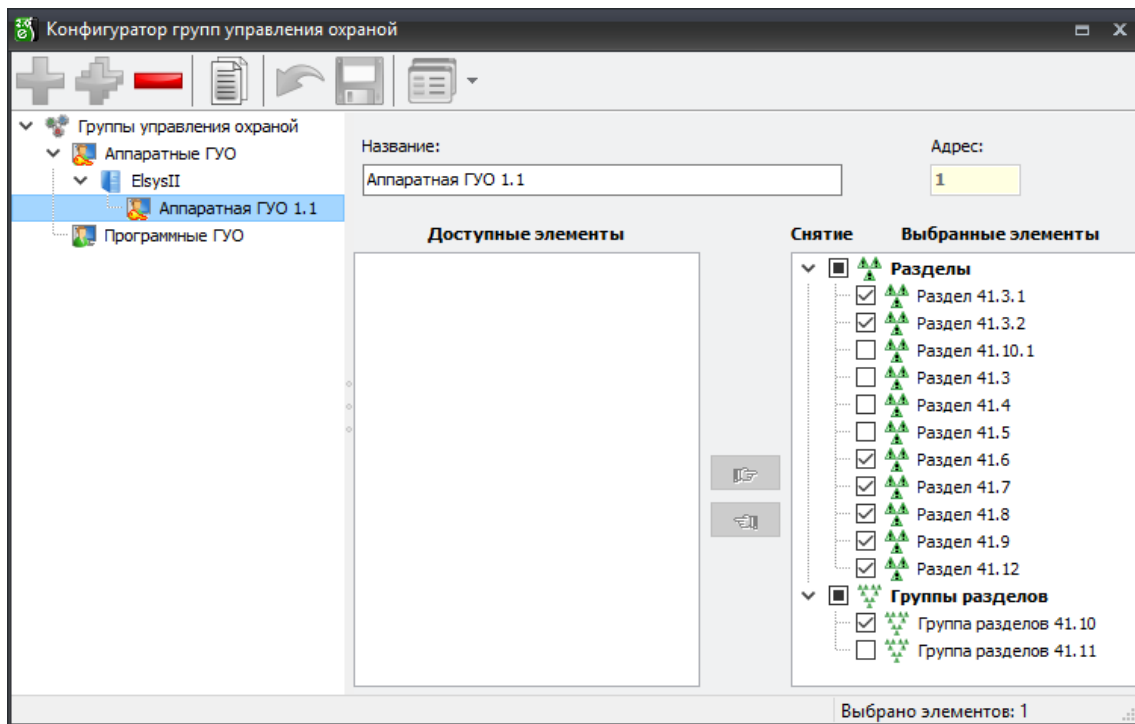 Конфигуратор групп управления охраной
Группы управления охраной
Аппаратные ГУО
ElsysII
Аппаратная ГУО 1.1
Программные ГУО
Название:
Адрес:
Аппаратная ГУО 1.1
1
Доступные элементы
Снятие
Выбранные элементы
Разделы
Раздел 41.3.1
Раздел 41.3.2
Раздел 41.10.1
Раздел 41.3
Раздел 41.4
Раздел 41.5
Раздел 41.6
Раздел 41.7
Раздел 41.8
Раздел 41.9
Раздел 41.12
Группы разделов
Группа разделов 41.10
Группа разделов 41.11
Выбрано элементов: 1